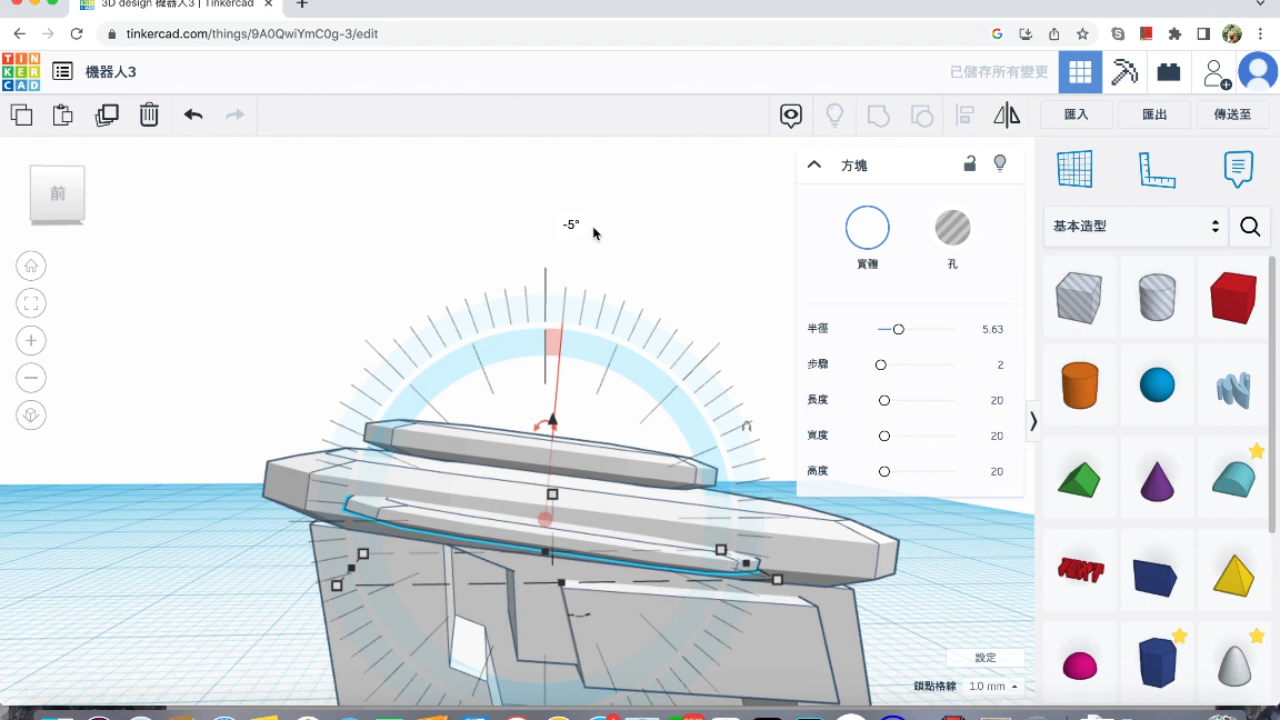 3D design 機器人3 | Tinkercad
tinkercad.com/things/9A0QwiYmC0g-3/edit
TIN
KER
CAD
機器人3
已儲存所有變更
匯入
匯出
傳送至
前
方塊
實體
孔
半徑 5.63
步驟 2
長度 20
寬度 20
高度 20
-5°
基本造型
TEXT
設定
鎖點格線 1.0 mm